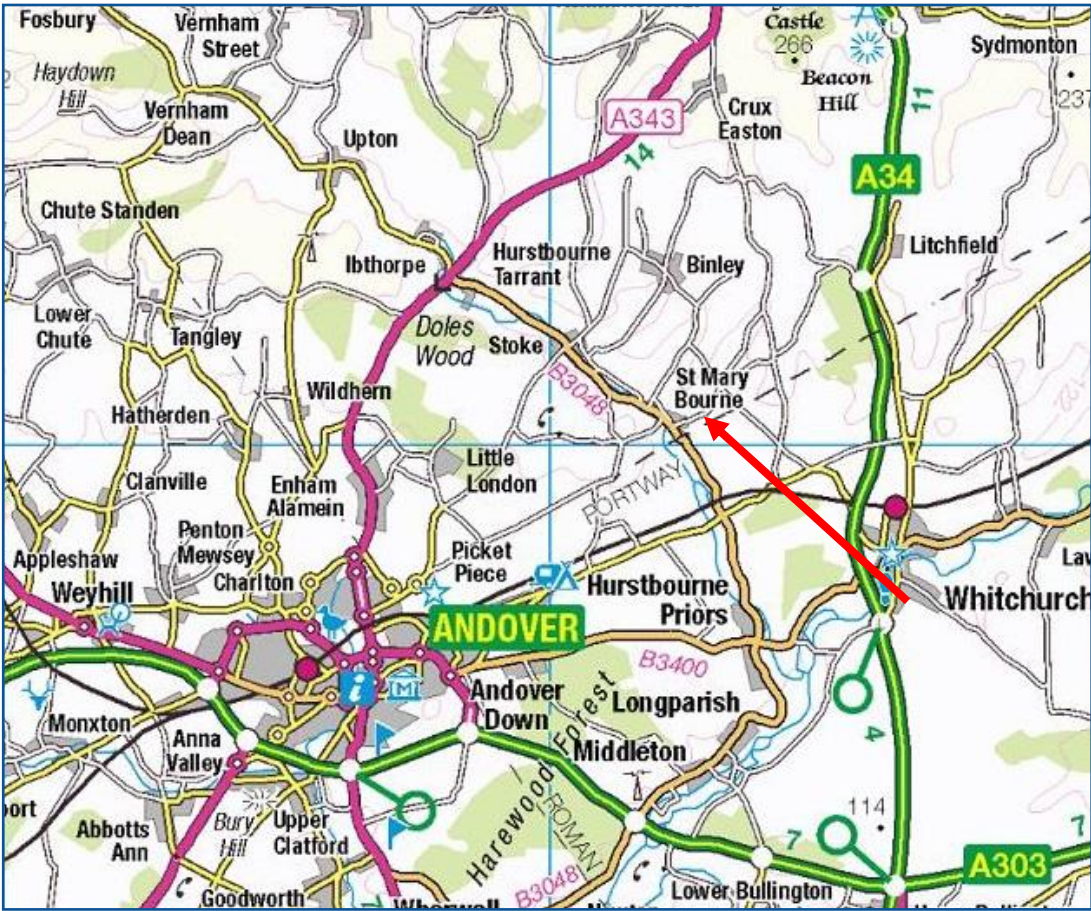 Fosbury
Vernham
Street
Castle
266
Beacon
Hill
Sydmonton
237
Haydown
Hill
Vernham
Dean
Upton
A343
14
Crux
Easton
11
A34
Chute Standen
Ibthorpe
Hurstbourne
Tarrant
Binley
Litchfield
Lower
Chute
Tangley
Doles
Wood
Stoke
B3048
St Mary
Bourne
Wildhern
Hatherden
Clanville
Enham
Alamein
Little
London
PORTWAY
Penton
Mewsey
Charlton
Appleshaw
Weyhill
Picket
Piece
Hurstbourne
Priors
Whitchurch
Lav
ANDOVER
B3400
i
M
Andover
Down
Longparish
Harewood Forest
Middleton
4
Monxton
Anna
Valley
ROMAN
114
7
7
ort
Abbotts
Ann
Bury
Hill
Upper
Clatford
A303
Goodworth
B3048
Lower Bullington